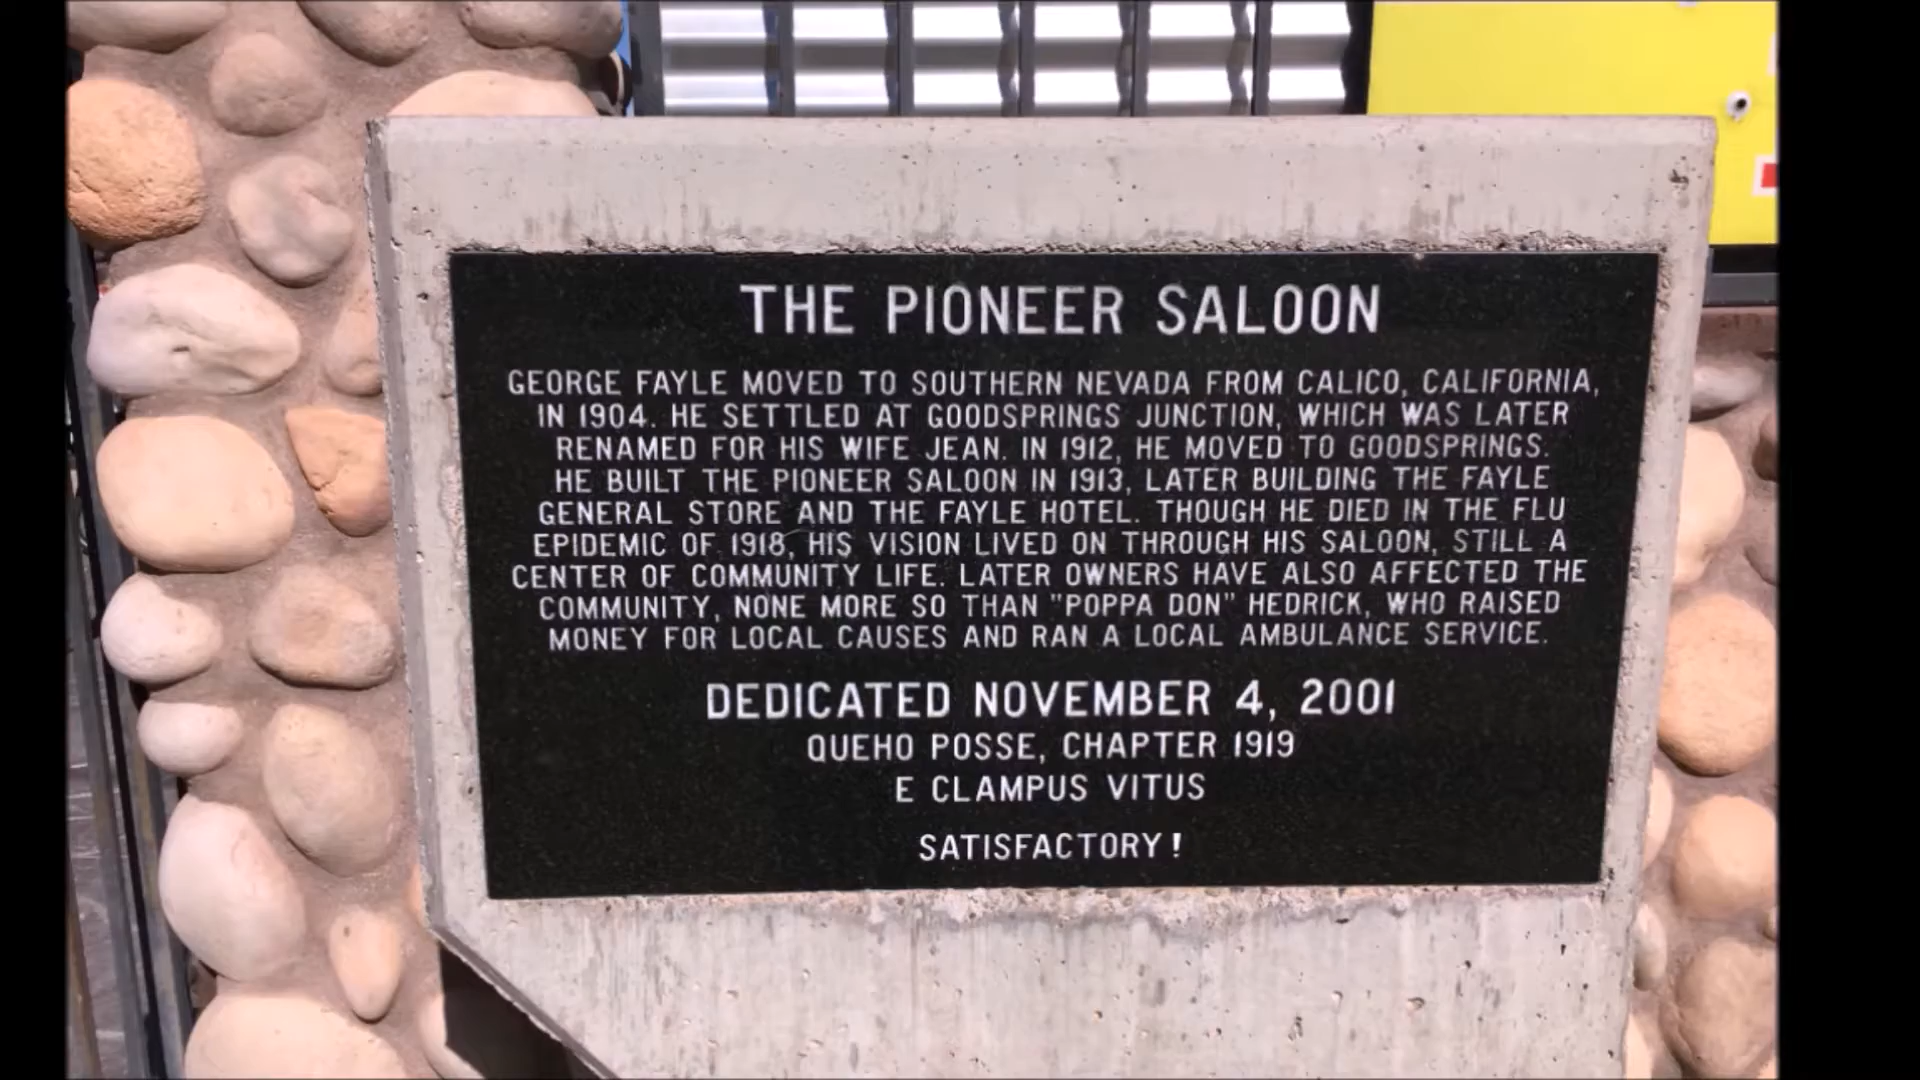 THE PIONEER SALOON
GEORGE FAYLE MOVED TO SOUTHERN NEVADA FROM CALICO, CALIFORNIA,
IN 1904. HE SETTLED AT GOODSPRINGS JUNCTION, WHICH WAS LATER
RENAMED FOR HIS WIFE JEAN. IN 1912, HE MOVED TO GOODSPRINGS.
HE BUILT THE PIONEER SALOON IN 1913, LATER BUILDING THE FAYLE
GENERAL STORE AND THE FAYLE HOTEL. THOUGH HE DIED IN THE FLU
EPIDEMIC OF 1918, HIS VISION LIVED ON THROUGH HIS SALOON, STILL A
CENTER OF COMMUNITY LIFE. LATER OWNERS HAVE ALSO AFFECTED THE
COMMUNITY, NONE MORE SO THAN "POPPA DON" HEDRICK, WHO RAISED
MONEY FOR LOCAL CAUSES AND RAN A LOCAL AMBULANCE SERVICE.
DEDICATED NOVEMBER 4, 2001
QUEHO POSSE, CHAPTER 1919
E CLAMPUS VITUS
SATISFACTORY!